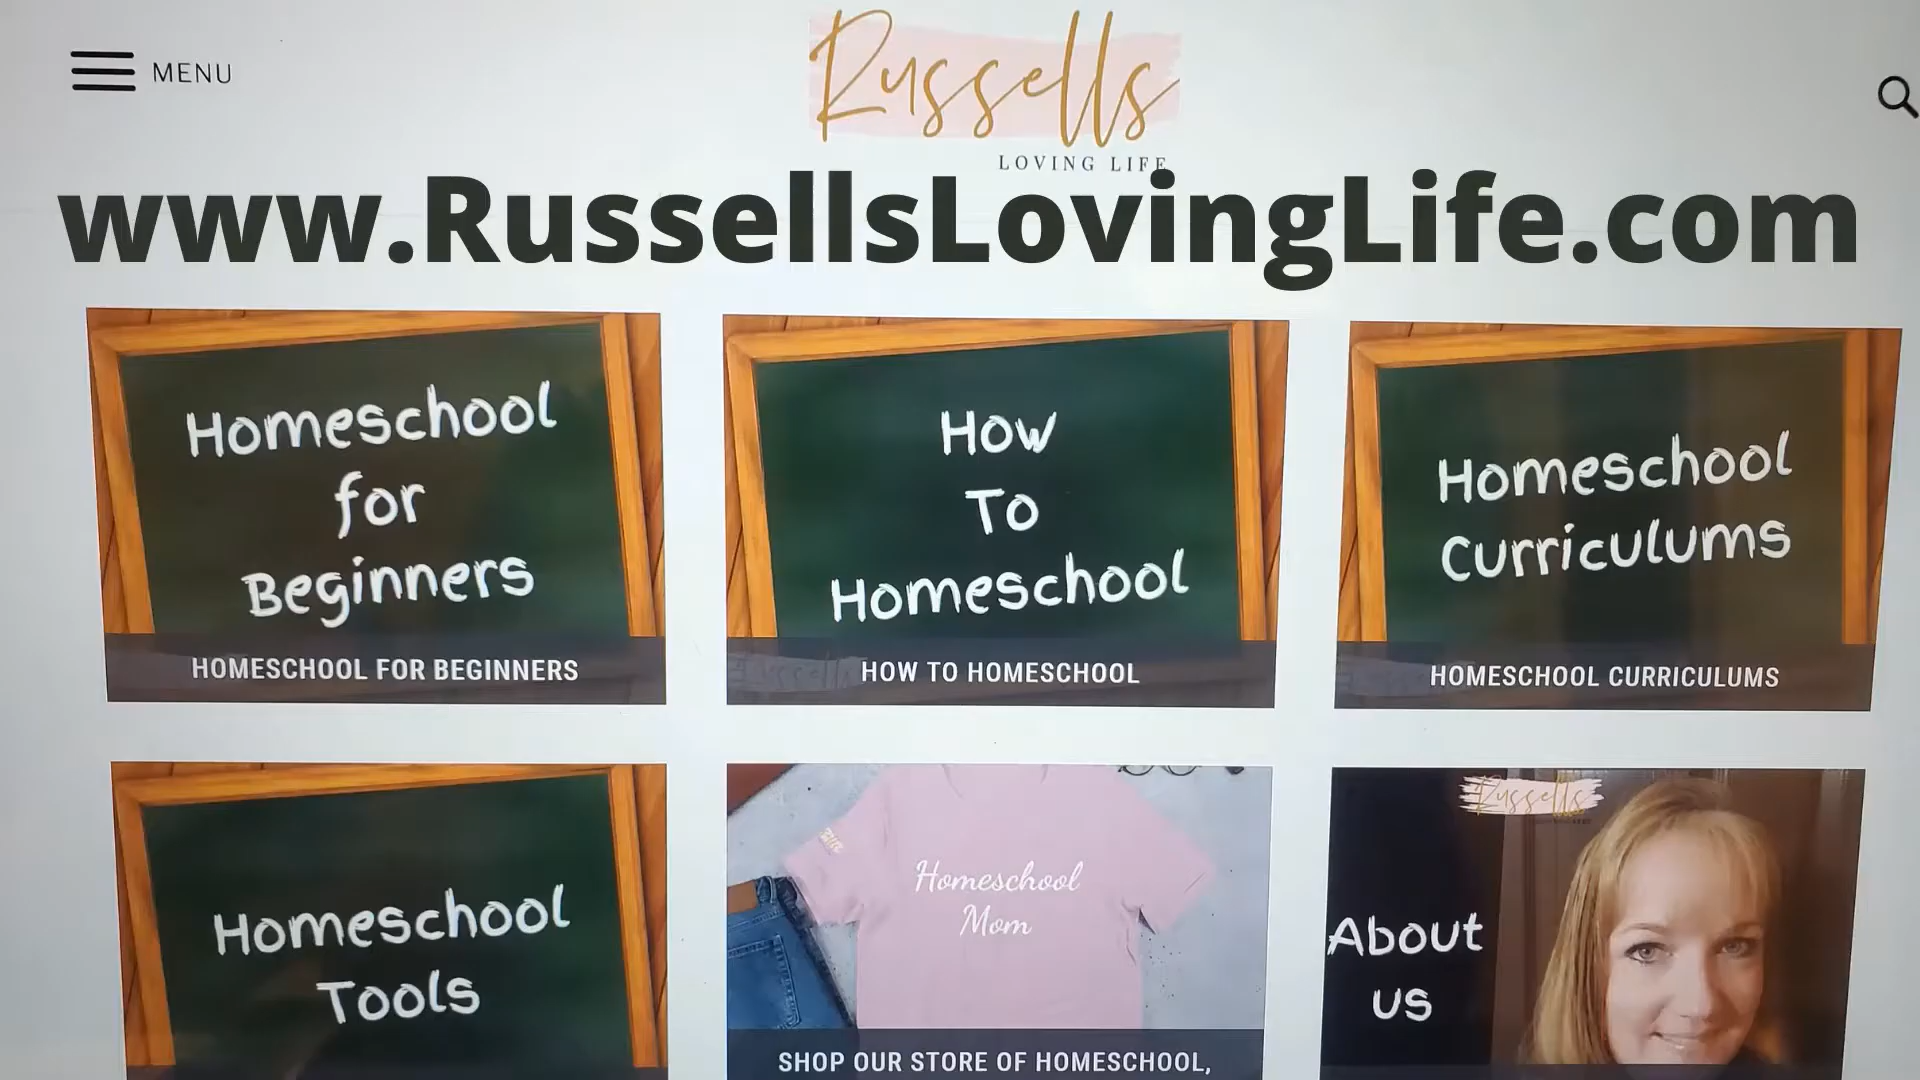 MENU
Russells
LOVING LIFE
www.RussellsLovingLife.com
Homeschool
for
Beginners
HOMESCHOOL FOR BEGINNERS
How
To
Homeschool
HOW TO HOMESCHOOL
Homeschool
Curriculums
HOMESCHOOL CURRICULUMS
Homeschool
Tools
Homeschool
Mom
SHOP OUR STORE OF HOMESCHOOL,
Russells
About
us